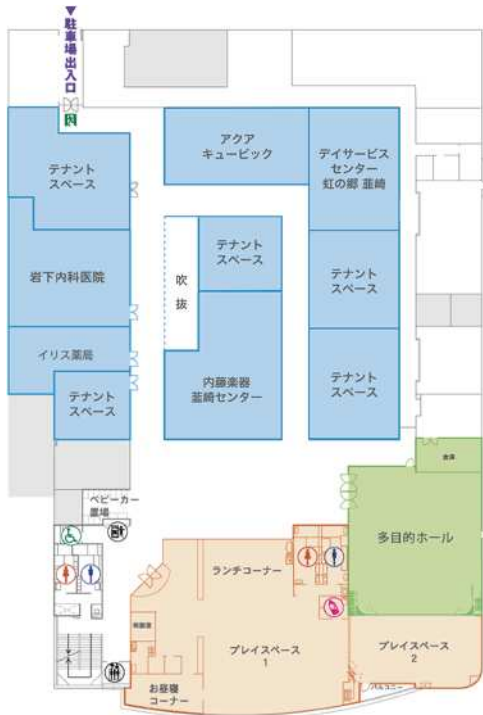 ▼駐車場出入口
アクア
キュービック
デイサービス
センター
虹の郷 韮崎
テナント
スペース
岩下内科医院
テナント
スペース
吹
抜
テナント
スペース
イリス薬局
内藤楽器
韮崎センター
テナント
スペース
テナント
スペース
倉庫
ベビーカー
置場
多目的ホール
ランチコーナー
プレイスペース
1
プレイスペース
2
お昼寝
コーナー
バルコニー